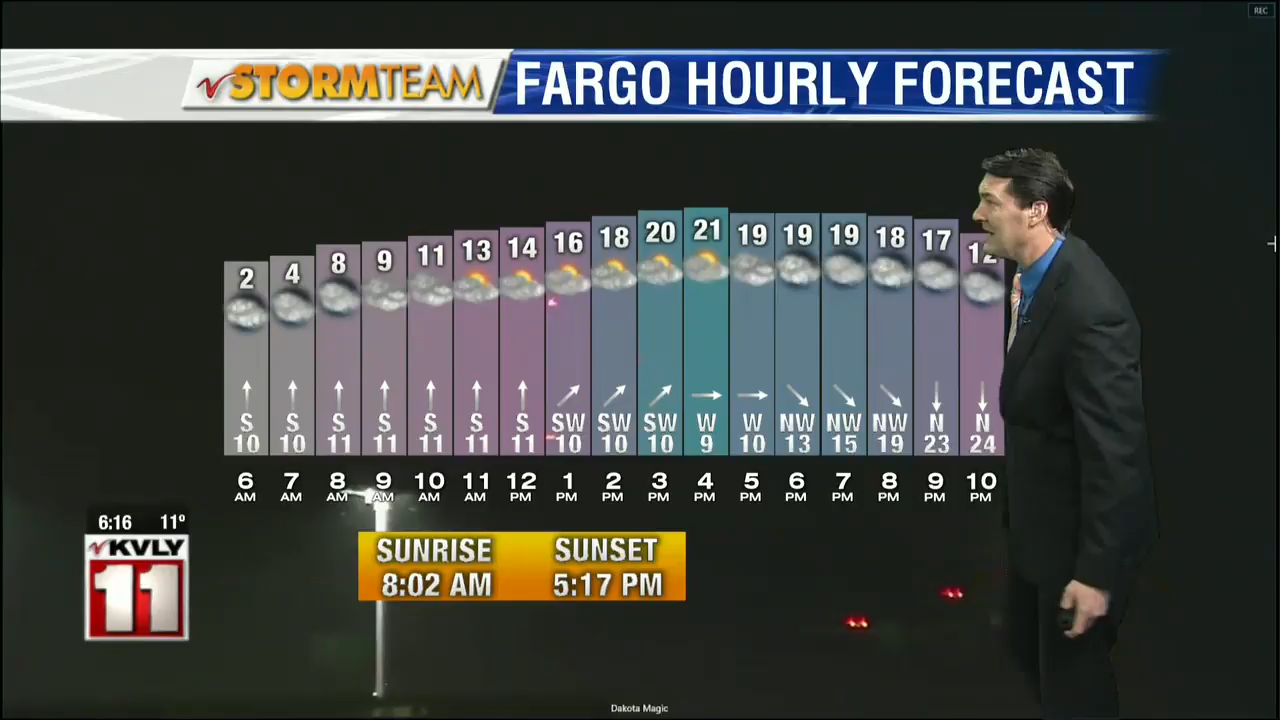 REC
STORMTEAM FARGO HOURLY FORECAST
2 4 8 9 11 13 14 16 18 20 21 19 19 19 18 17 12
S S S S S S S SW SW SW W W NW NW NW N N
10 10 11 11 11 11 11 10 10 10 9 10 13 15 19 23 24
6 7 8 9 10 11 12 1 2 3 4 5 6 7 8 9 10
AM AM AM AM AM AM PM PM PM PM PM PM PM PM PM PM PM
6:16 11º
KVLY
11
SUNRISE SUNSET
8:02 AM 5:17 PM
Dakota Magic